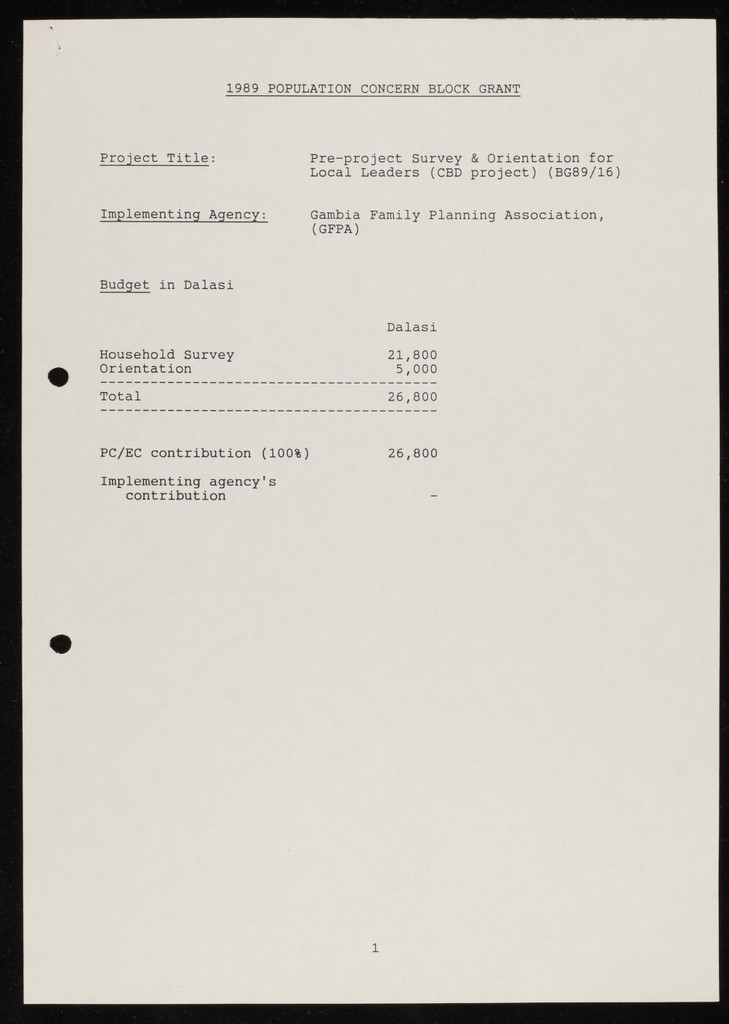 1989 POPULATION CONCERN BLOCK GRANT
Project Title: Pre-project Survey & Orientation for
Local Leaders (CBD project) (BG89/16)
Implementing Agency: Gambia Family Planning Association,
(GFPA)
Budget in Dalasi
Dalasi
Household Survey 21,800
Orientation 5,000
Total 26,800
PC/EC contribution (100%) 26,800
Implementing agency's
contribution -
1